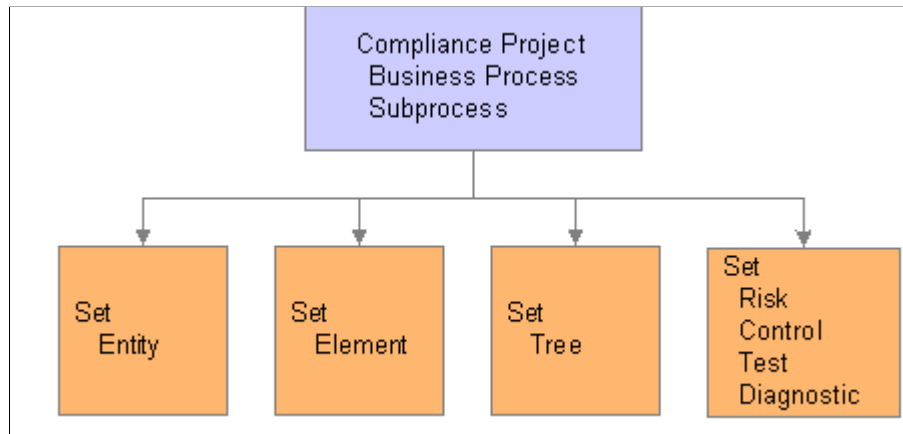 Compliance Project
Business Process
Subprocess
Set
Entity
Set
Element
Set
Tree
Set
Risk
Control
Test
Diagnostic